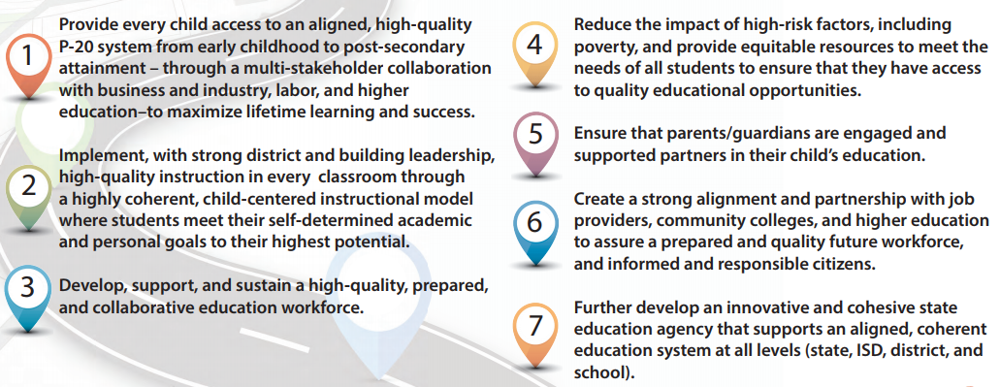 1
Provide every child access to an aligned, high-quality
P-20 system from early childhood to post-secondary
attainment – through a multi-stakeholder collaboration
with business and industry, labor, and higher
education–to maximize lifetime learning and success.
2
Implement, with strong district and building leadership,
high-quality instruction in every classroom through
a highly coherent, child-centered instructional model
where students meet their self-determined academic
and personal goals to their highest potential.
3
Develop, support, and sustain a high-quality, prepared,
and collaborative education workforce.
4
Reduce the impact of high-risk factors, including
poverty, and provide equitable resources to meet the
needs of all students to ensure that they have access
to quality educational opportunities.
5
Ensure that parents/guardians are engaged and
supported partners in their child’s education.
6
Create a strong alignment and partnership with job
providers, community colleges, and higher education
to assure a prepared and quality future workforce,
and informed and responsible citizens.
7
Further develop an innovative and cohesive state
education agency that supports an aligned, coherent
education system at all levels (state, ISD, district, and
school).